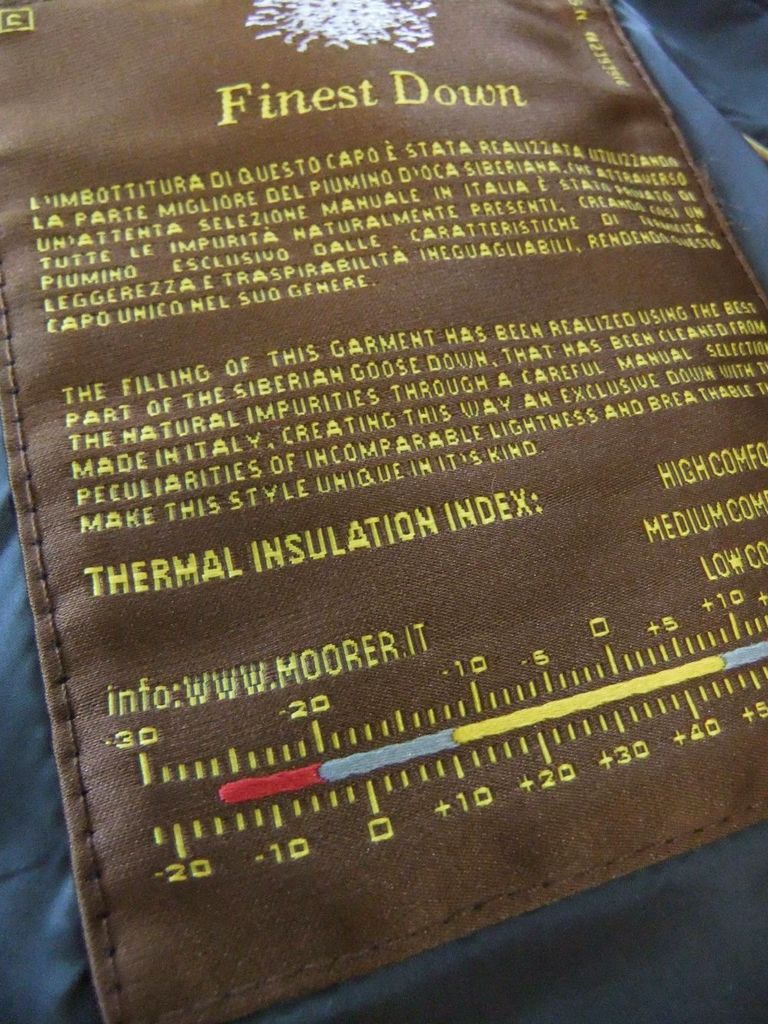 Finest Down
L'IMBOTTITURA DI QUESTO CAPO È STATA REALIZZATA UTILIZZANDO
LA PARTE MIGLIORE DEL PIUMINO D'OCA SIBERIANA, CHE ATTRAVERSO
UN'ATTENTA SELEZIONE MANUALE IN ITALIA È STATO PRIVATO DI
TUTTE LE IMPURITÀ NATURALMENTE PRESENTI, CREANDO COSÌ UN
PIUMINO ESCLUSIVO DALLE CARATTERISTICHE DI
LEGGEREZZA E TRASPIRABILITÀ INEGUAGLIABILI, RENDENDO QUESTO
CAPO UNICO NEL SUO GENERE.
THE FILLING OF THIS GARMENT HAS BEEN REALIZED USING THE BEST
PART OF THE SIBERIAN GOOSE DOWN, THAT HAS BEEN CLEANED FROM
THE NATURAL IMPURITIES THROUGH A CAREFUL MANUAL SELECTION
MADE IN ITALY, CREATING THIS WAY AN EXCLUSIVE DOWN WITH
PECULIARITIES OF INCOMPARABLE LIGHTNESS AND BREATHABLE
MAKE THIS STYLE UNIQUE IN IT'S KIND
THERMAL INSULATION INDEX:
HIGH COMFO
MEDIUM COM
LOW CO
info:WWW.MOORER.IT
-30 -20 -10 -5 0 +5 +10
-20 -10 0 +10 +20 +30 +40 +5